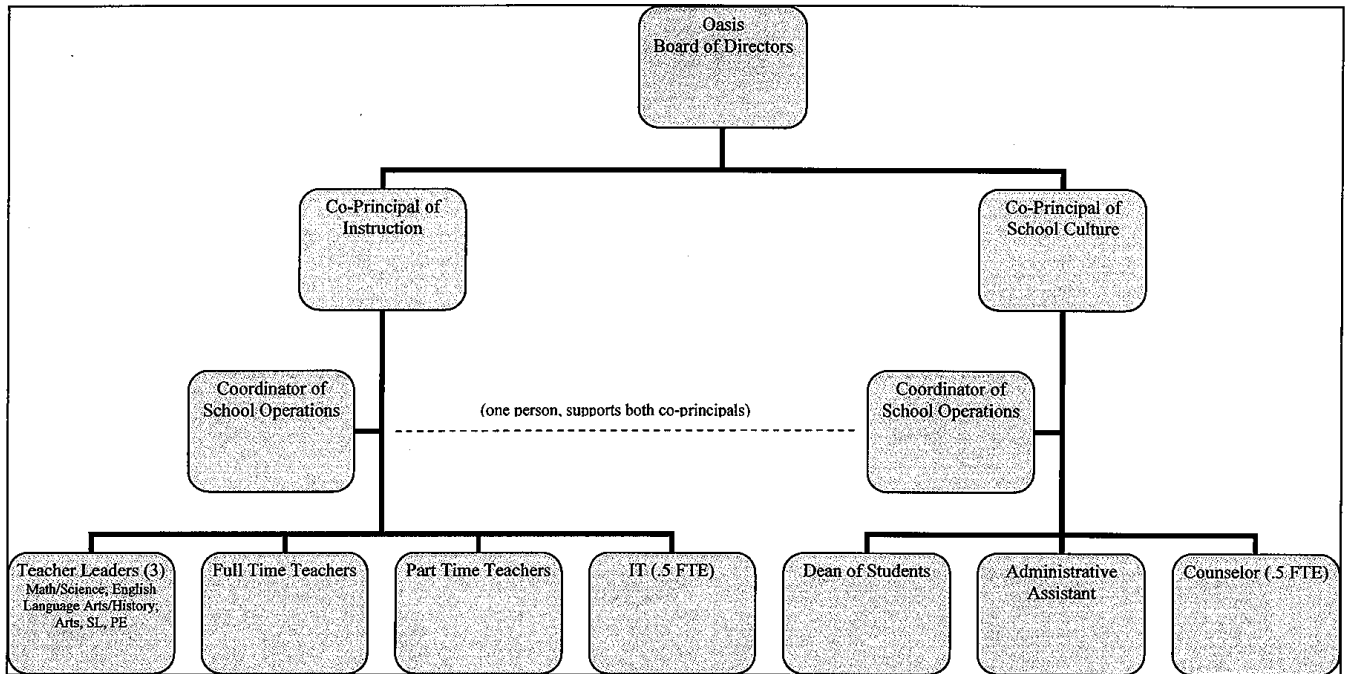 Oasis
Board of Directors
Co-Principal of
Instruction
Co-Principal of
School Culture
Coordinator of
School Operations
(one person, supports both co-principals)
Coordinator of
School Operations
Teacher Leaders (3)
Math/Science; English
Language Arts/History;
Arts, SL, PE
Full Time Teachers
Part Time Teachers
IT (.5 FTE)
Dean of Students
Administrative
Assistant
Counselor (.5 FTE)